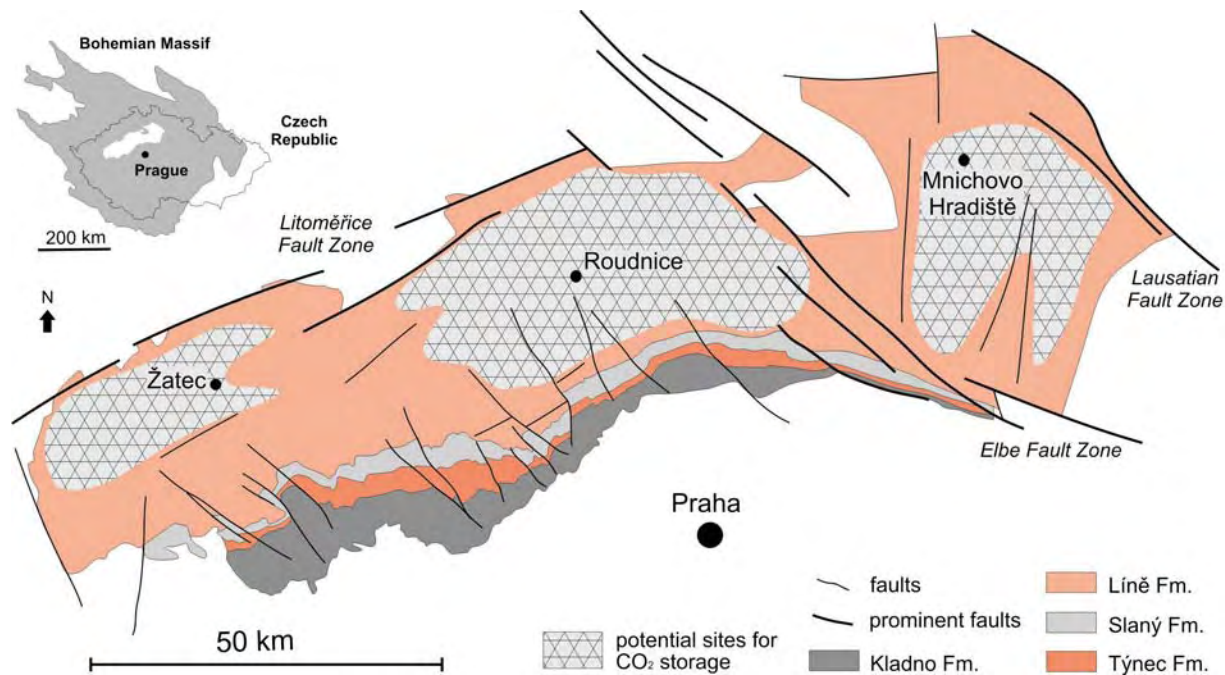 Bohemian Massif
Czech
Republic
Prague
200 km
N
Litoměřice
Fault Zone
Mnichovo
Hradiště
Roudnice
Lausatian
Fault Zone
Žatec
Elbe Fault Zone
Praha
50 km
faults
prominent faults
potential sites for
CO₂ storage
Kladno Fm.
Líně Fm.
Slaný Fm.
Týnec Fm.